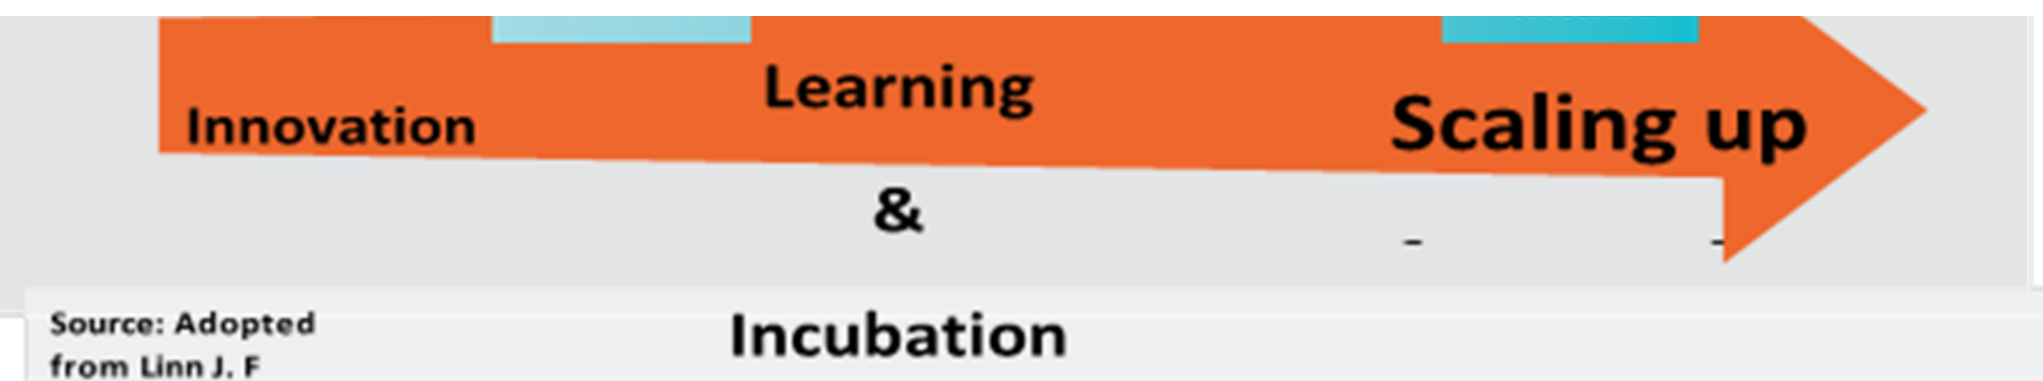 Innovation
Learning
&
Incubation
Scaling up
Source: Adopted
from Linn J. F